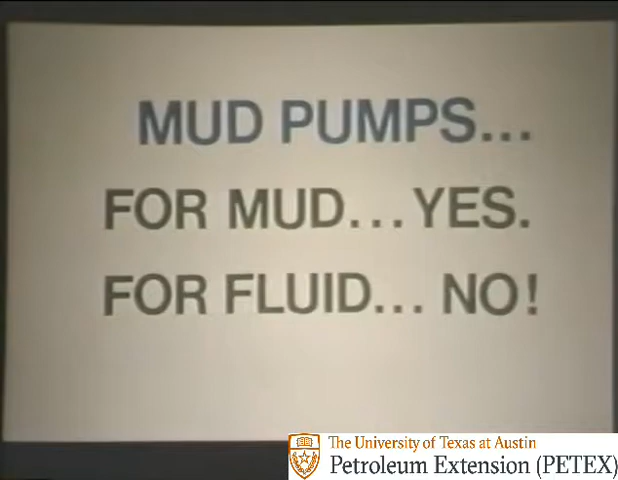 MUD PUMPS...
FOR MUD...YES.
FOR FLUID... NO!
The University of Texas at Austin
Petroleum Extension (PETEX)